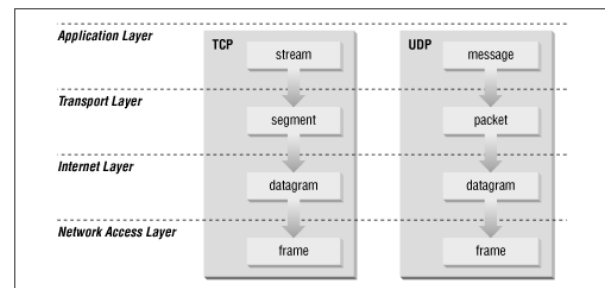 Application Layer
TCP
UDP
stream
message
Transport Layer
segment
packet
Internet Layer
datagram
datagram
Network Access Layer
frame
frame